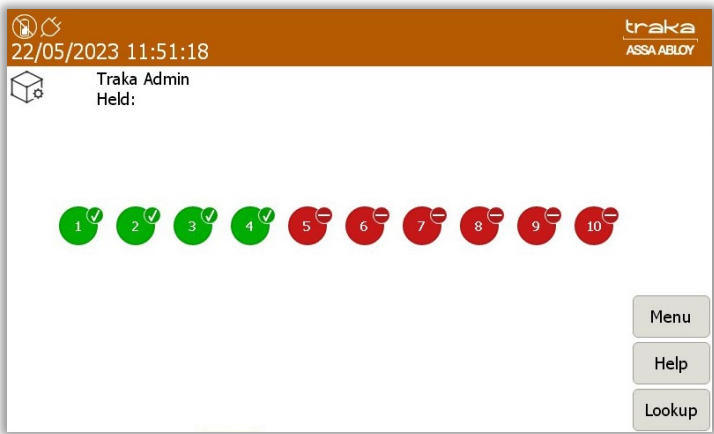 traka
22/05/2023 11:51:18
ASSA ABLOY
Traka Admin
Held:
1 2 3 4 5 6 7 8 9 10
Menu
Help
Lookup